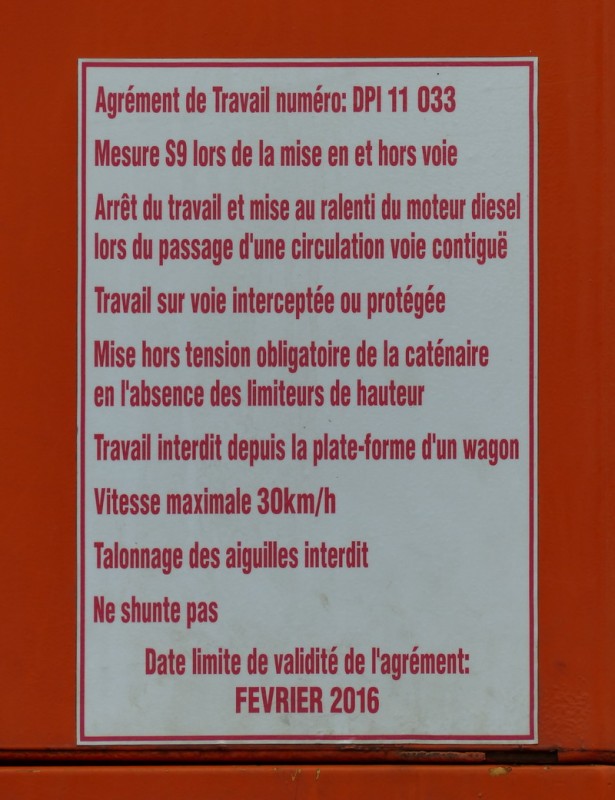 Agrément de Travail numéro: DPI 11 033
Mesure S9 lors de la mise en et hors voie
Arrêt du travail et mise au ralenti du moteur diesel
lors du passage d'une circulation voie contiguë
Travail sur voie interceptée ou protégée
Mise hors tension obligatoire de la caténaire
en l'absence des limiteurs de hauteur
Travail interdit depuis la plate-forme d'un wagon
Vitesse maximale 30km/h
Talonnage des aiguilles interdit
Ne shunte pas
Date limite de validité de l'agrément:
FEVRIER 2016